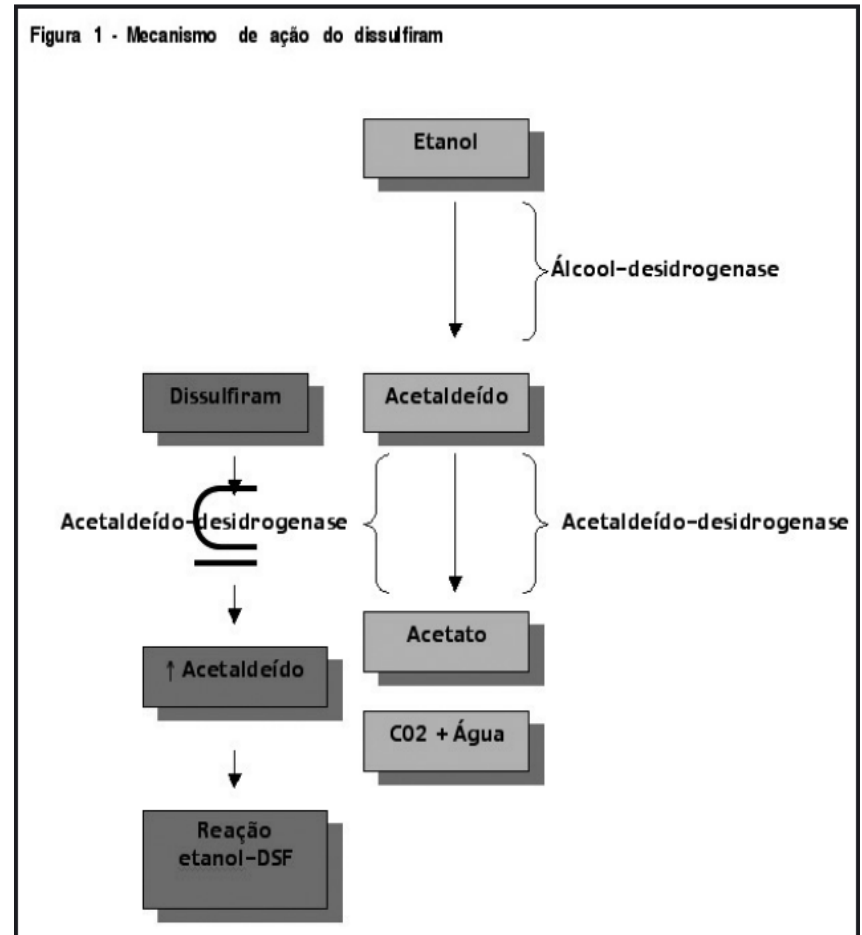 Figura 1 - Mecanismo de ação do dissulfiram
Etanol
Álcool-desidrogenase
Dissulfiram
Acetaldeído
Acetaldeído-desidrogenase
Acetaldeído-desidrogenase
Acetato
↑ Acetaldeído
CO2 + Água
Reação
etanol-DSF